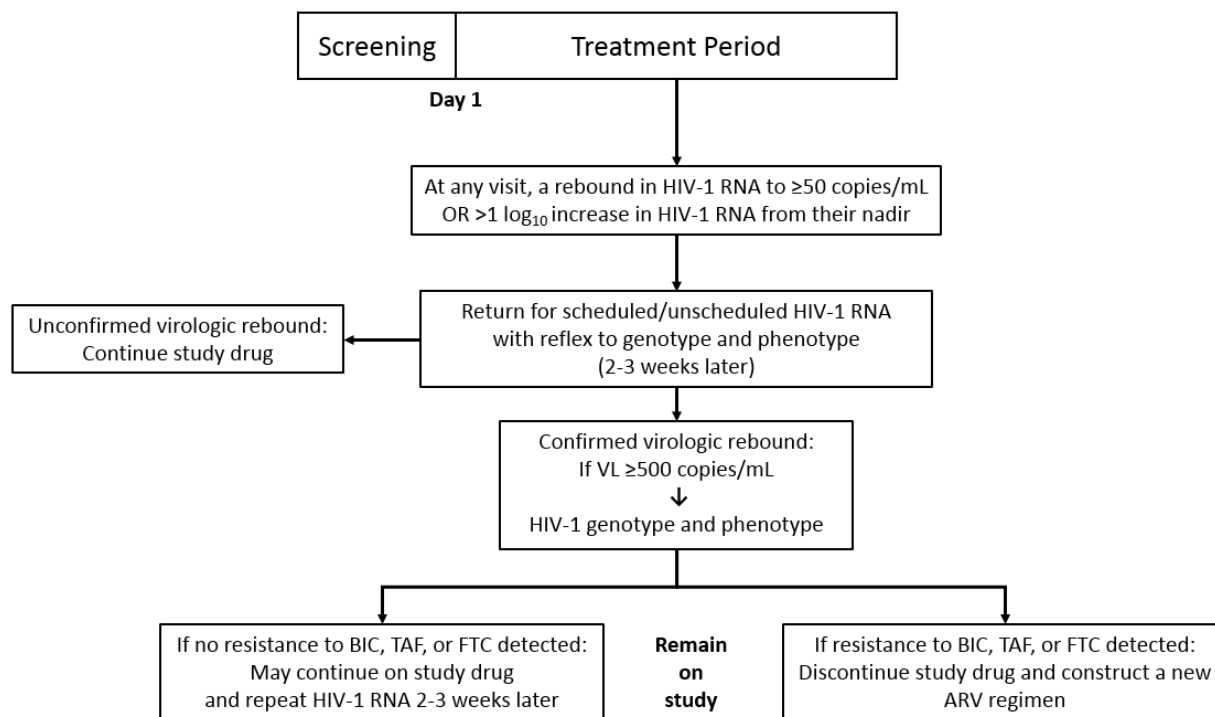 Screening
Treatment Period
Day 1
At any visit, a rebound in HIV-1 RNA to ≥50 copies/mL
OR >1 log₁₀ increase in HIV-1 RNA from their nadir
Return for scheduled/unscheduled HIV-1 RNA
with reflex to genotype and phenotype
(2-3 weeks later)
Unconfirmed virologic rebound:
Continue study drug
Confirmed virologic rebound:
If VL ≥500 copies/mL
↓
HIV-1 genotype and phenotype
If no resistance to BIC, TAF, or FTC detected:
May continue on study drug
and repeat HIV-1 RNA 2-3 weeks later
Remain
on
study
If resistance to BIC, TAF, or FTC detected:
Discontinue study drug and construct a new
ARV regimen